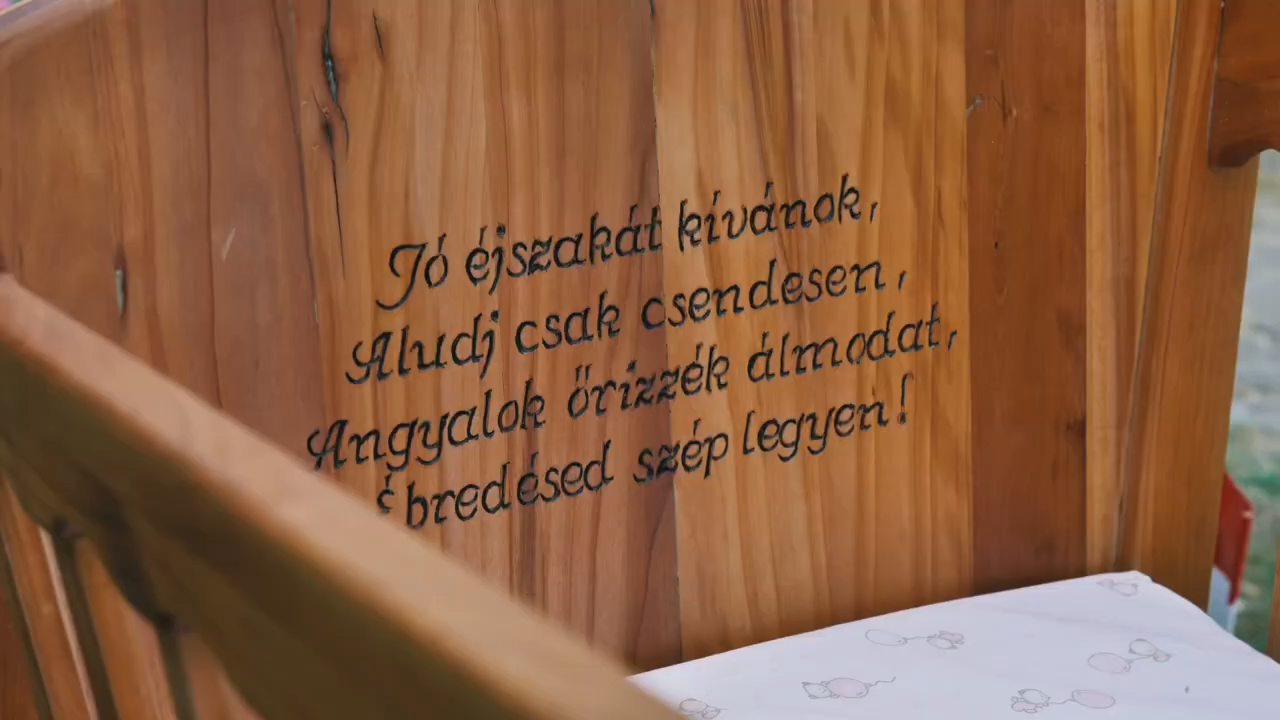 Jó éjszakát kívánok,
Aludj csak csendesen,
Angyalok őrizzék álmodat,
Ébredésed szép legyen!